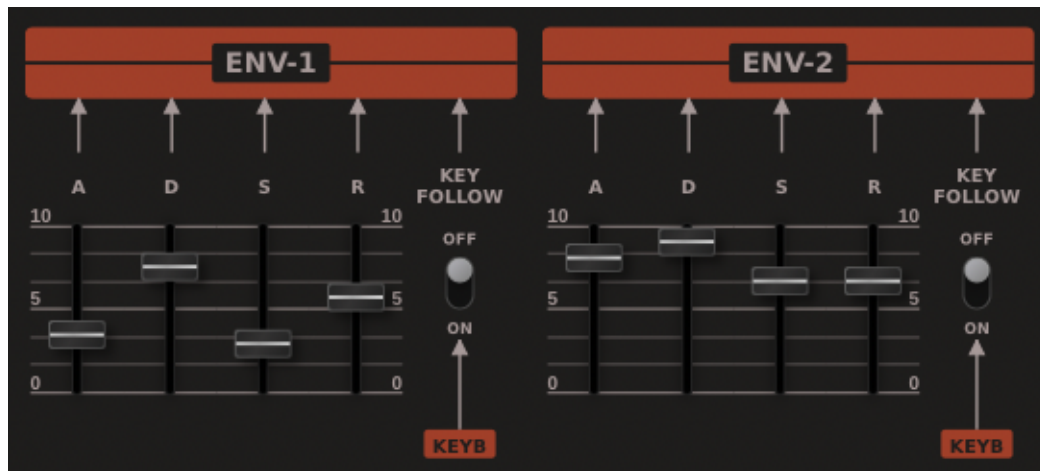 ENV-1
ENV-2
A D S R KEY FOLLOW
A D S R KEY FOLLOW
10 10 OFF
10 10 OFF
5 5
5 5
ON
ON
0 0
0 0
KEYB
KEYB